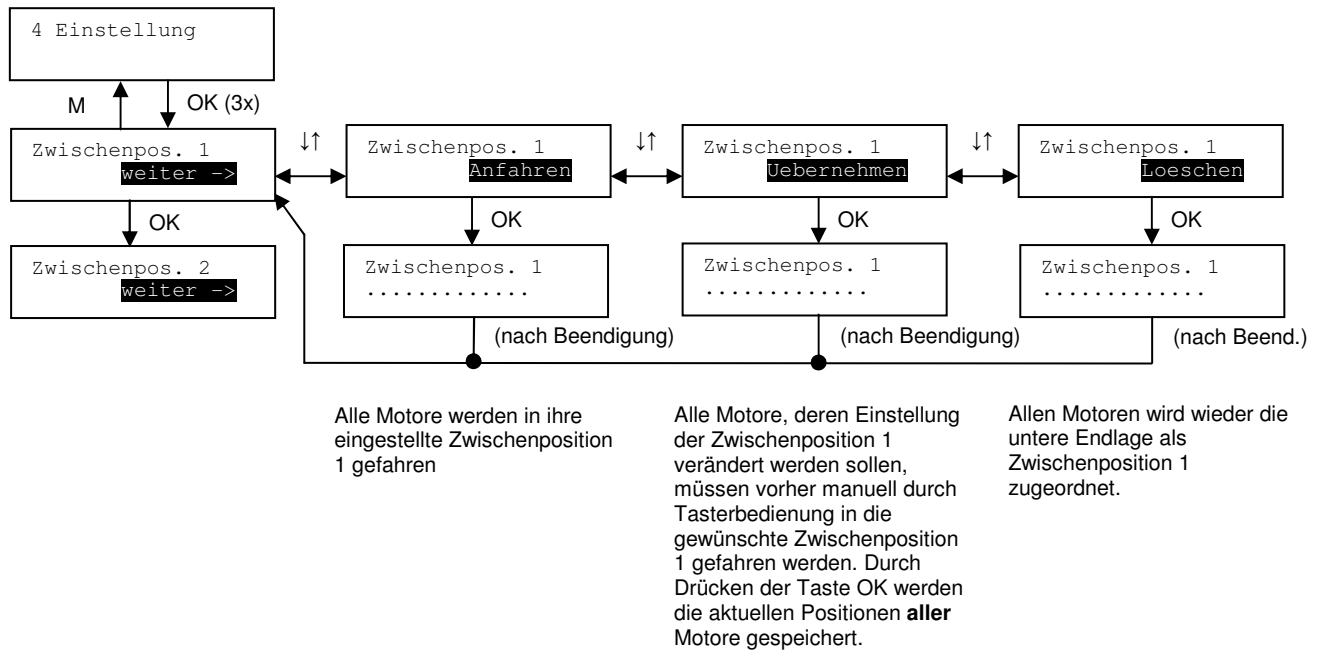 4 Einstellung
M
OK (3x)
Zwischenpos. 1
weiter ->
↓↑
Zwischenpos. 1
Anfahren
↓↑
Zwischenpos. 1
Uebernehmen
↓↑
Zwischenpos. 1
Loeschen
OK
OK
OK
OK
Zwischenpos. 2
weiter ->
Zwischenpos. 1
.............
Zwischenpos. 1
.............
Zwischenpos. 1
.............
(nach Beendigung)
(nach Beendigung)
(nach Beend.)
Alle Motore werden in ihre
eingestellte Zwischenposition
1 gefahren
Alle Motore, deren Einstellung
der Zwischenposition 1
verändert werden sollen,
müssen vorher manuell durch
Tasterbedienung in die
gewünschte Zwischenposition
1 gefahren werden. Durch
Drücken der Taste OK werden
die aktuellen Positionen aller
Motore gespeichert.
Allen Motoren wird wieder die
untere Endlage als
Zwischenposition 1
zugeordnet.